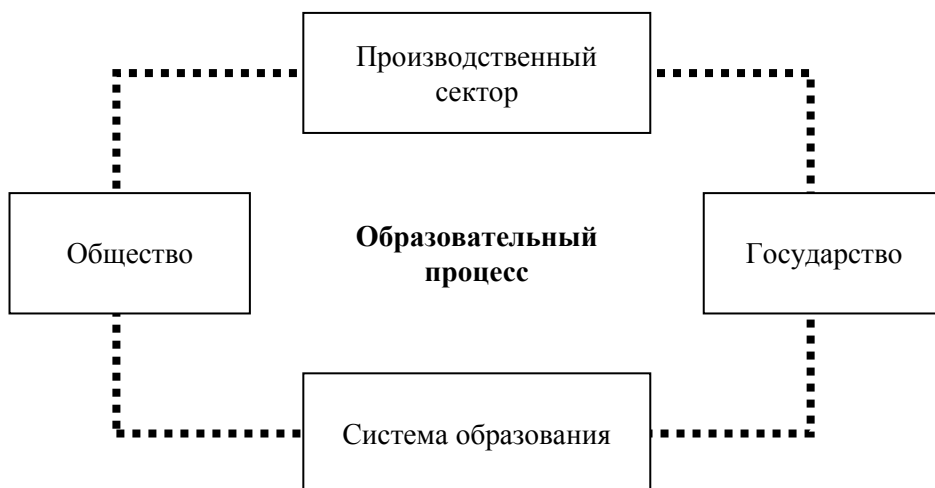 Производственный
сектор
Общество
Образовательный
процесс
Государство
Система образования